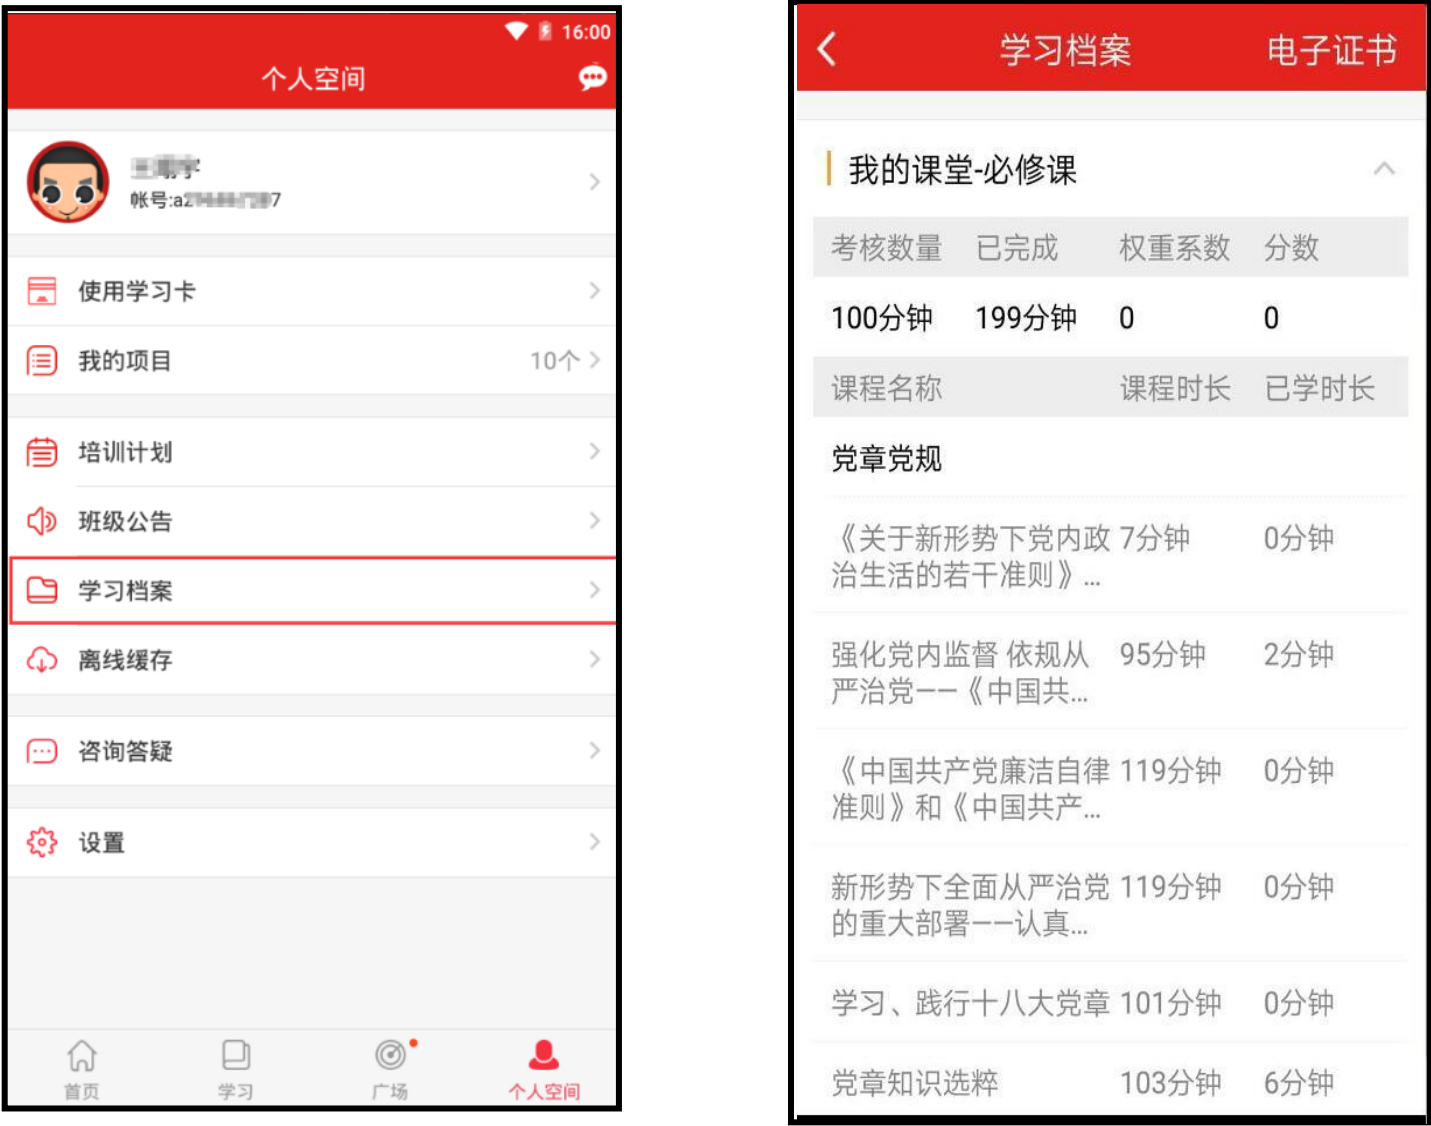 16:00
个人空间
帐号:a2
7
使用学习卡
我的项目
10个
培训计划
班级公告
学习档案
离线缓存
咨询答疑
设置
首页
学习
广场
个人空间
学习档案
电子证书
我的课堂-必修课
考核数量 已完成 权重系数 分数
100分钟 199分钟 0 0
课程名称 课程时长 已学时长
党章党规
《关于新形势下党内政 7分钟 0分钟
治生活的若干准则》...
强化党内监督 依规从 95分钟 2分钟
严治党——《中国共...
《中国共产党廉洁自律 119分钟 0分钟
准则》和《中国共产...
新形势下全面从严治党 119分钟 0分钟
的重大部署——认真...
学习、践行十八大党章 101分钟 0分钟
党章知识选粹 103分钟 6分钟